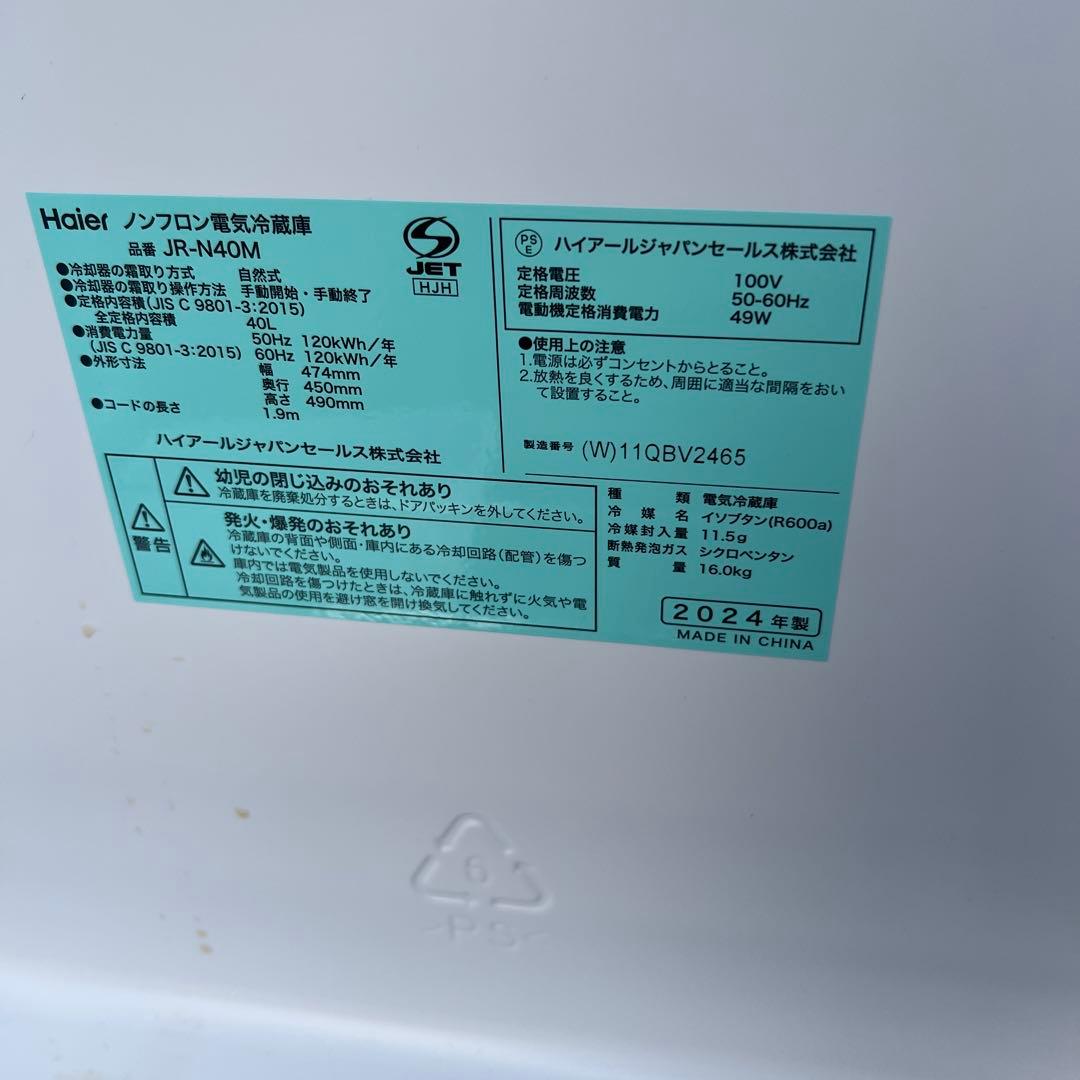 Haier ノンフロン電気冷蔵庫
品番 JR-N40M
●冷却器の霜取り方式 自然式
●冷却器の霜取り操作方法 手動開始・手動終了
●定格内容積(JIS C 9801-3:2015)
全定格内容積 40L
●消費電力量 50Hz 120kWh/年
(JIS C 9801-3:2015) 60Hz 120kWh/年
●外形寸法 幅 474mm
奥行 450mm
高さ 490mm
●コードの長さ 1.9m
ハイアールジャパンセールス株式会社
JET
HJH
PS
E
ハイアールジャパンセールス株式会社
定格電圧 100V
定格周波数 50-60Hz
電動機定格消費電力 49W
●使用上の注意
1.電源は必ずコンセントからとること。
2.放熱を良くするため、周囲に適当な間隔をおい
て設置すること。
製造番号 (W)11QBV2465
警告
幼児の閉じ込みのおそれあり
冷蔵庫を廃棄処分するときは、ドアパッキンを外してください。
発火・爆発のおそれあり
冷蔵庫の背面や側面・庫内にある冷却回路(配管)を傷つ
けないでください。
庫内では電気製品を使用しないでください。
冷却回路を傷つけたときは、冷蔵庫に触れずに火気や電
気製品の使用を避け窓を開け換気してください。
種類 電気冷蔵庫
冷媒名 イソブタン(R600a)
冷媒封入量 11.5g
断熱発泡ガス シクロペンタン
質量 16.0kg
2024年製
MADE IN CHINA
6
>PS<